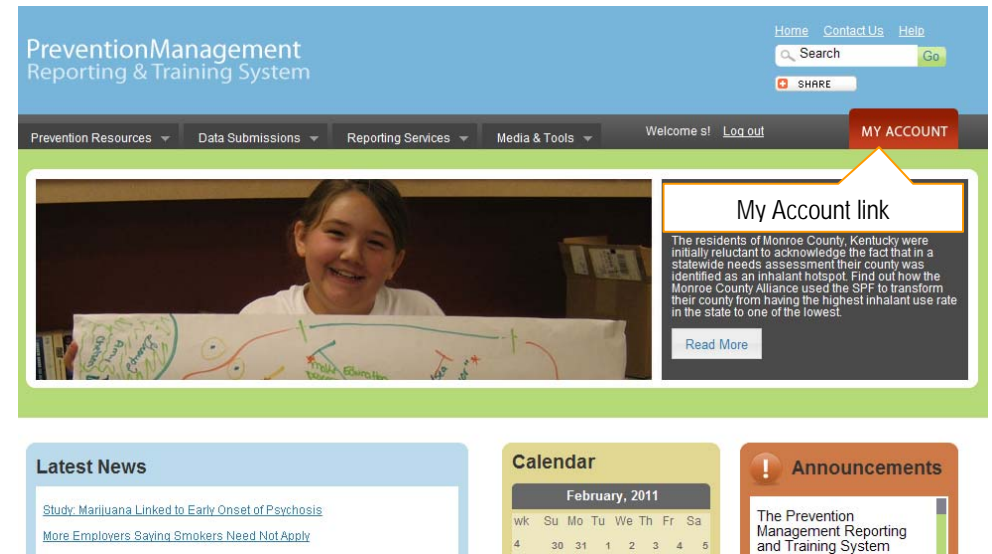 Home Contact Us Help
PreventionManagement
Reporting & Training System
Search Go
SHARE
Prevention Resources Data Submissions Reporting Services Media & Tools Welcome s! Log out MY ACCOUNT
My Account link
The residents of Monroe County, Kentucky were
initially reluctant to acknowledge the fact that in a
statewide needs assessment their county was
identified as an inhalant hotspot. Find out how the
Monroe County Alliance used the SPF to transform
their county from having the highest inhalant use rate
in the state to one of the lowest.
Read More
Latest News
Study: Marijuana Linked to Early Onset of Psychosis
More Employers Saying Smokers Need Not Apply
Calendar
February, 2011
wk Su Mo Tu We Th Fr Sa
4 30 31 1 2 3 4 5
Announcements
The Prevention
Management Reporting
and Training System